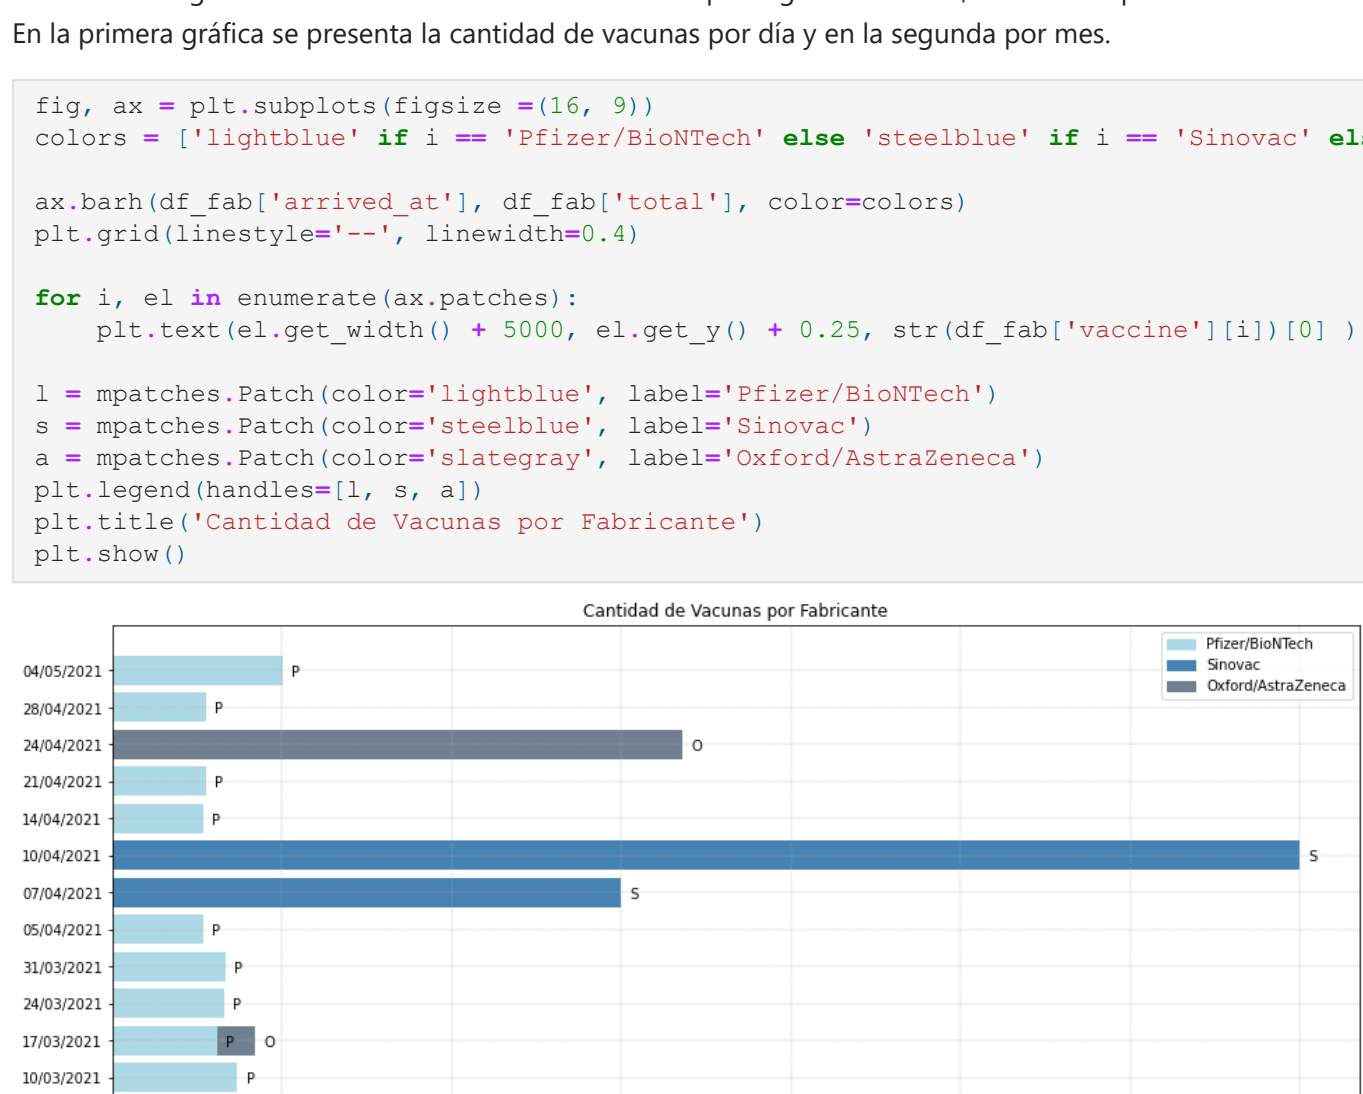 En la primera gráfica se presenta la cantidad de vacunas por día y en la segunda por mes.
fig, ax = plt.subplots(figsize =(16, 9))
colors = ['lightblue' if i == 'Pfizer/BioNTech' else 'steelblue' if i == 'Sinovac' els
ax.barh(df_fab['arrived_at'], df_fab['total'], color=colors)
plt.grid(linestyle='--', linewidth=0.4)
for i, el in enumerate(ax.patches):
    plt.text(el.get_width() + 5000, el.get_y() + 0.25, str(df_fab['vaccine'][i])[0] )
l = mpatches.Patch(color='lightblue', label='Pfizer/BioNTech')
s = mpatches.Patch(color='steelblue', label='Sinovac')
a = mpatches.Patch(color='slategray', label='Oxford/AstraZeneca')
plt.legend(handles=[l, s, a])
plt.title('Cantidad de Vacunas por Fabricante')
plt.show()
Cantidad de Vacunas por Fabricante
Pfizer/BioNTech
Sinovac
Oxford/AstraZeneca
04/05/2021 P
28/04/2021 P
24/04/2021 O
21/04/2021 P
14/04/2021 P
10/04/2021 S
07/04/2021 S
05/04/2021 P
31/03/2021 P
24/03/2021 P
17/03/2021 P O
10/03/2021 P